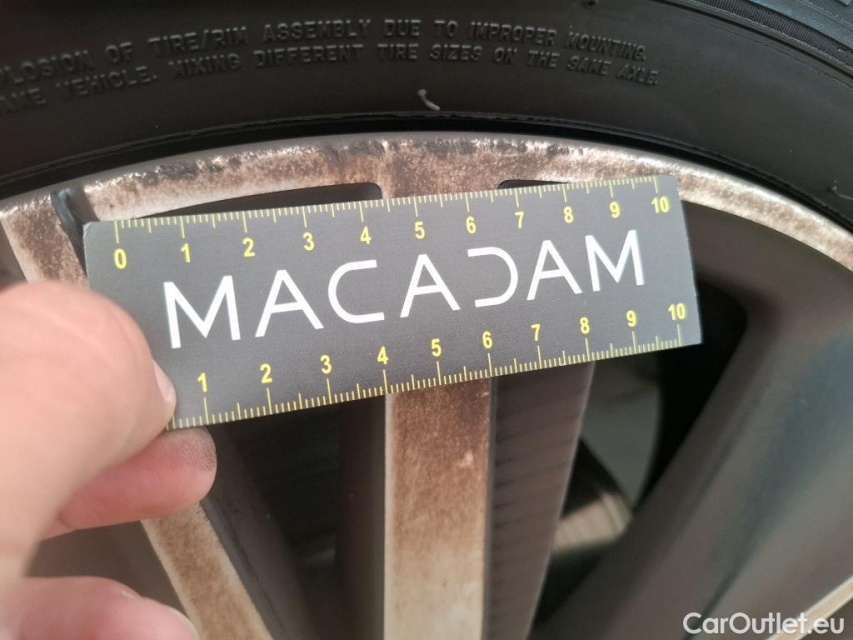 PLOSION OF TIRE/RIM ASSEMBLY DUE TO IMPROPER MOUNTING.
AME VEHICLE. MIXING DIFFERENT TIRE SIZES ON THE SAME AXLE.
0 1 2 3 4 5 6 7 8 9 10
MACADAM
1 2 3 4 5 6 7 8 9 10
CarOutlet.eu